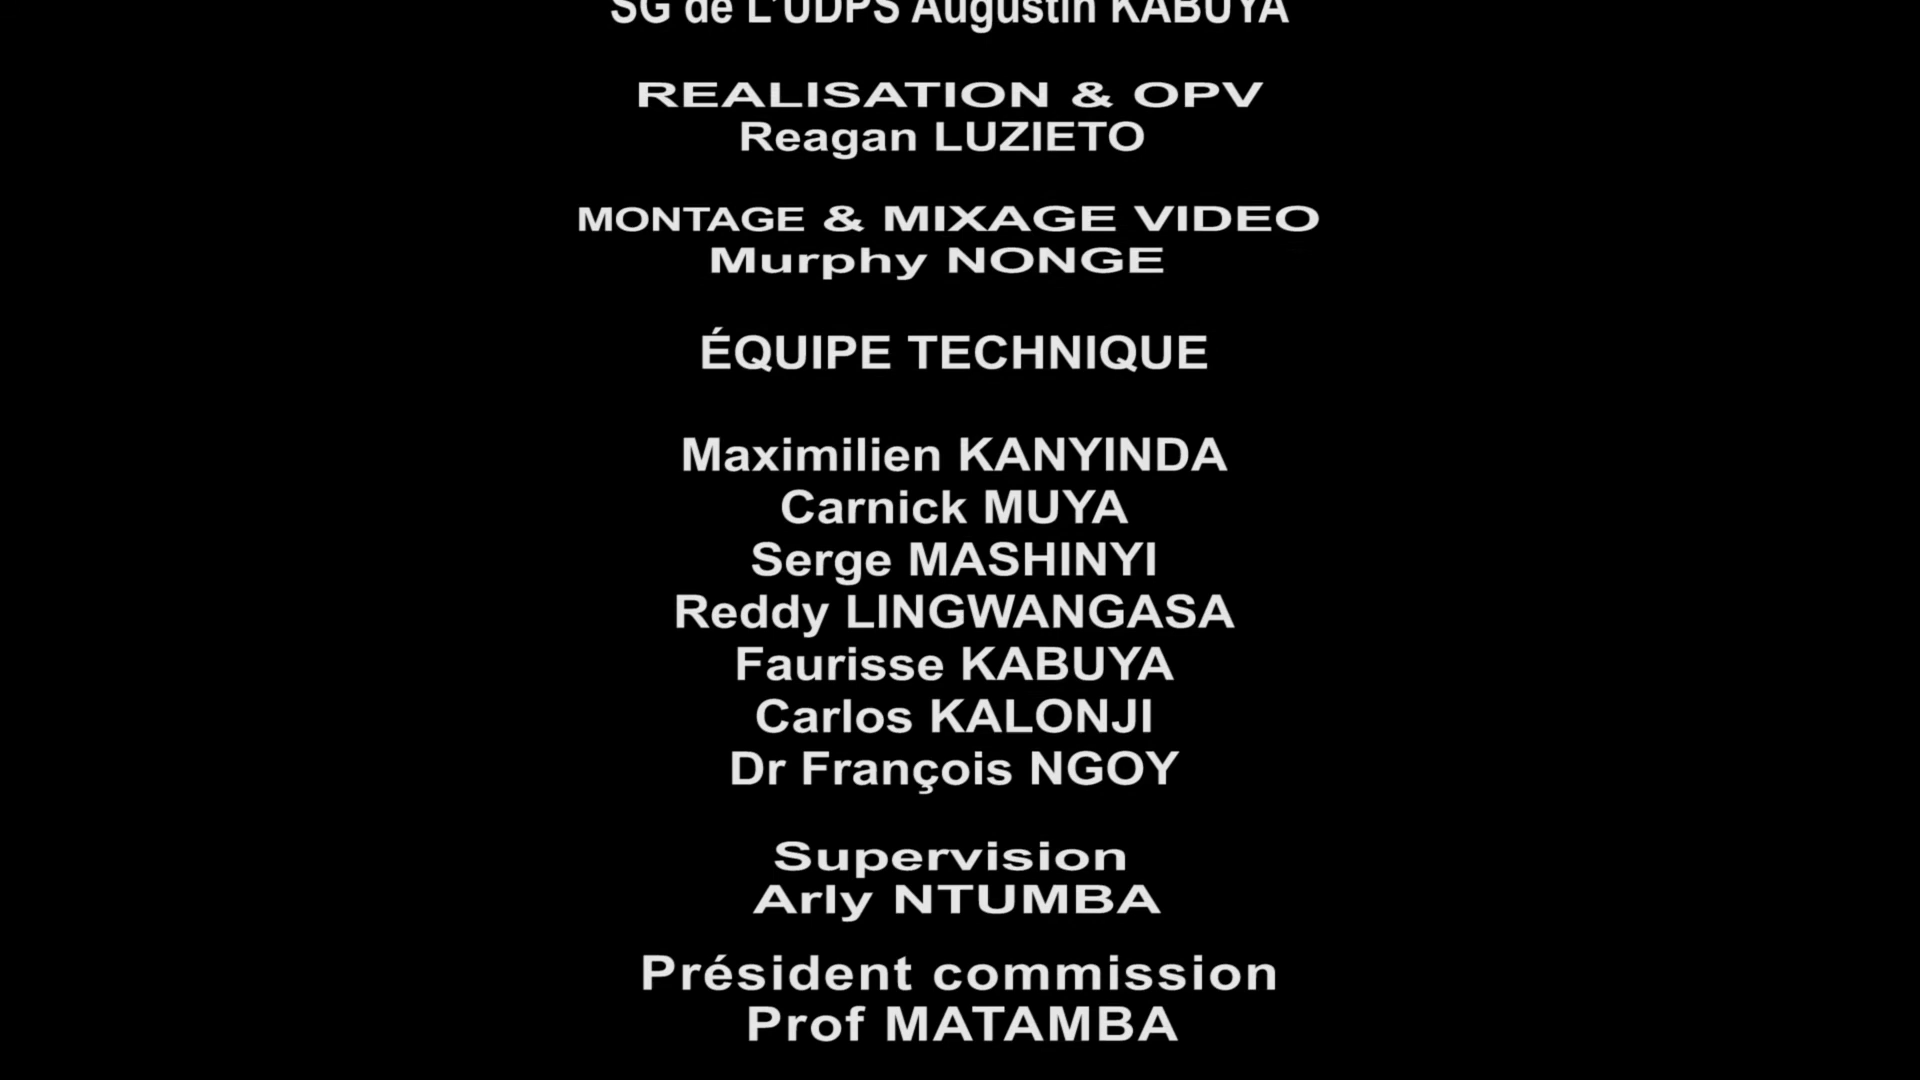 SG de L'UDPS Augustin KABUYA
REALISATION & OPV
Reagan LUZIETO
MONTAGE & MIXAGE VIDEO
Murphy NONGE
ÉQUIPE TECHNIQUE
Maximilien KANYINDA
Carnick MUYA
Serge MASHINYI
Reddy LINGWANGASA
Faurisse KABUYA
Carlos KALONJI
Dr François NGOY
Supervision
Arly NTUMBA
Président commission
Prof MATAMBA